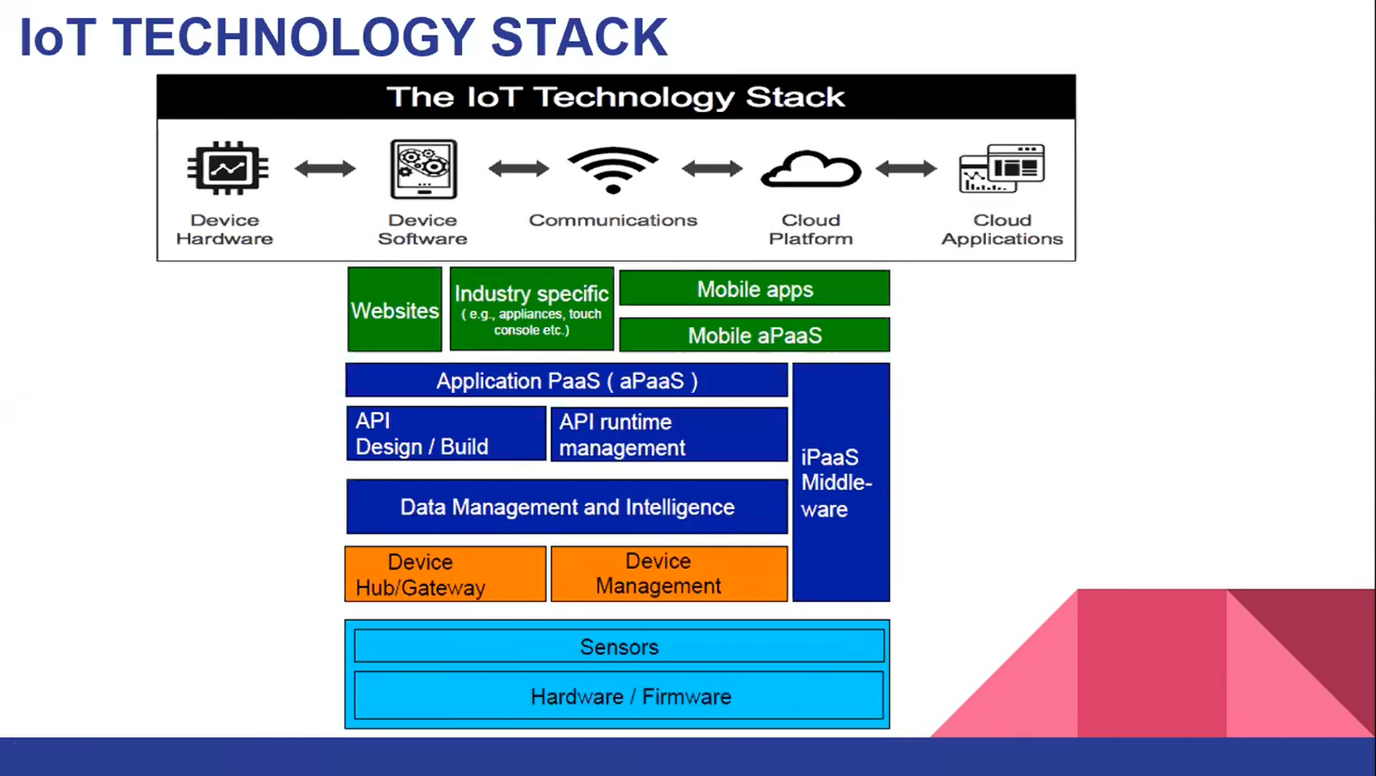 IoT TECHNOLOGY STACK
The IoT Technology Stack
Device
Hardware
Device
Software
Communications
Cloud
Platform
Cloud
Applications
Websites
Industry specific
( e.g., appliances, touch
console etc.)
Mobile apps
Mobile aPaaS
Application PaaS ( aPaaS )
API
Design / Build
API runtime
management
iPaaS
Middle-
ware
Data Management and Intelligence
Device
Hub/Gateway
Device
Management
Sensors
Hardware / Firmware